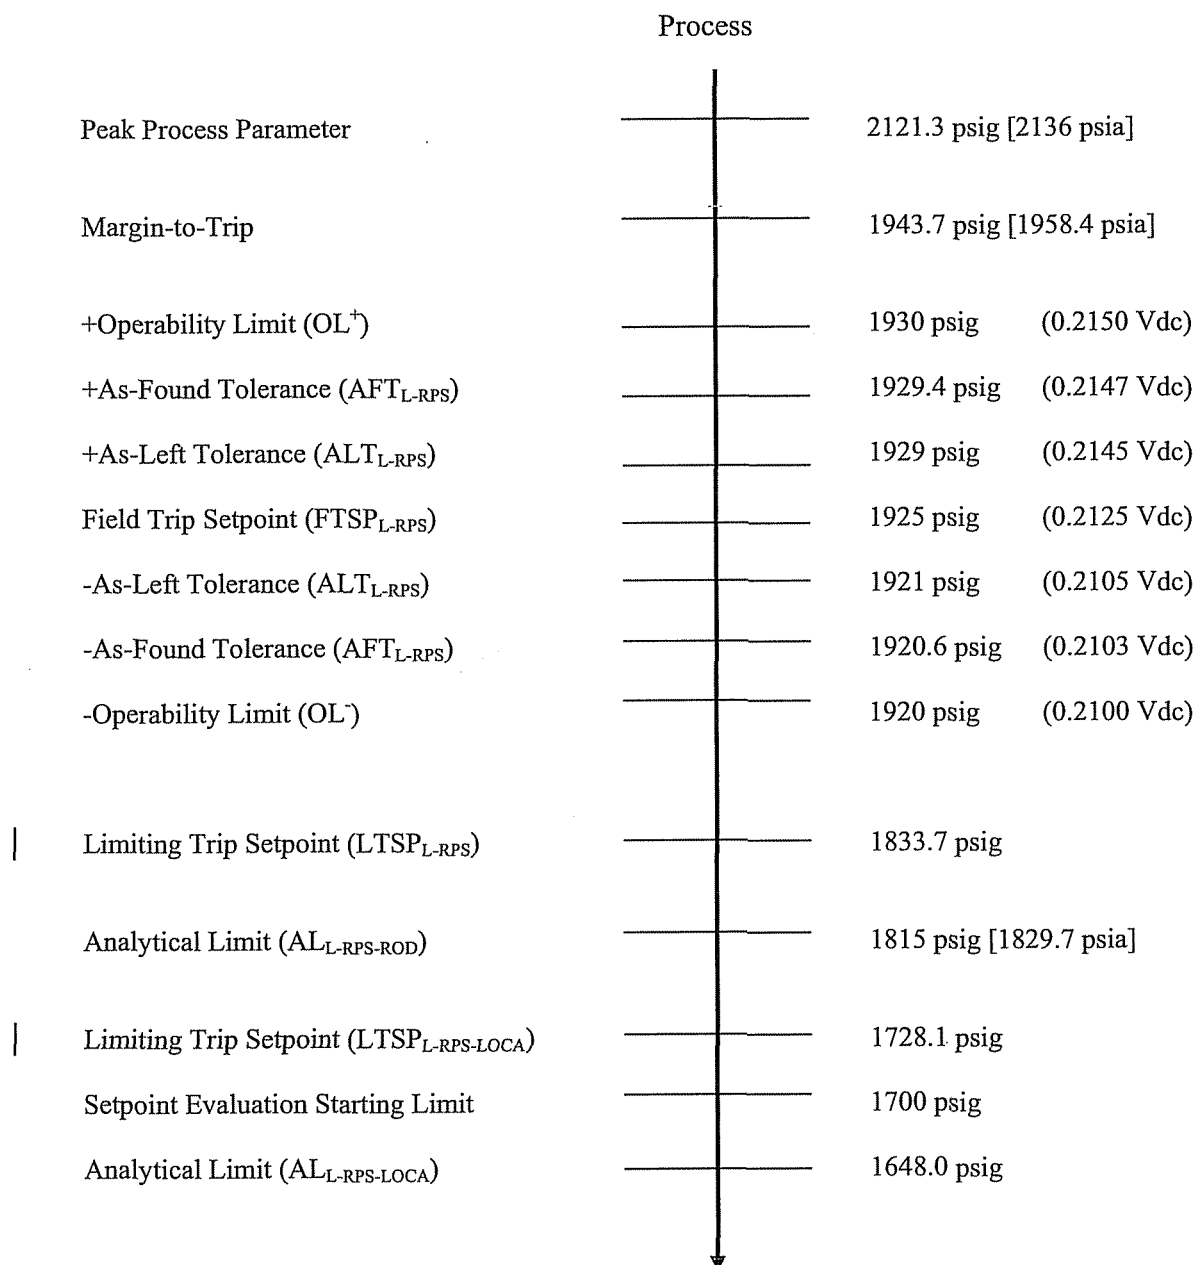 Process
Peak Process Parameter 2121.3 psig [2136 psia]
Margin-to-Trip 1943.7 psig [1958.4 psia]
+Operability Limit (OL⁺) 1930 psig (0.2150 Vdc)
+As-Found Tolerance (AFTL-RPS) 1929.4 psig (0.2147 Vdc)
+As-Left Tolerance (ALTL-RPS) 1929 psig (0.2145 Vdc)
Field Trip Setpoint (FTSPL-RPS) 1925 psig (0.2125 Vdc)
-As-Left Tolerance (ALTL-RPS) 1921 psig (0.2105 Vdc)
-As-Found Tolerance (AFTL-RPS) 1920.6 psig (0.2103 Vdc)
-Operability Limit (OL⁻) 1920 psig (0.2100 Vdc)
Limiting Trip Setpoint (LTSPL-RPS) 1833.7 psig
Analytical Limit (ALL-RPS-ROD) 1815 psig [1829.7 psia]
Limiting Trip Setpoint (LTSPL-RPS-LOCA) 1728.1 psig
Setpoint Evaluation Starting Limit 1700 psig
Analytical Limit (ALL-RPS-LOCA) 1648.0 psig